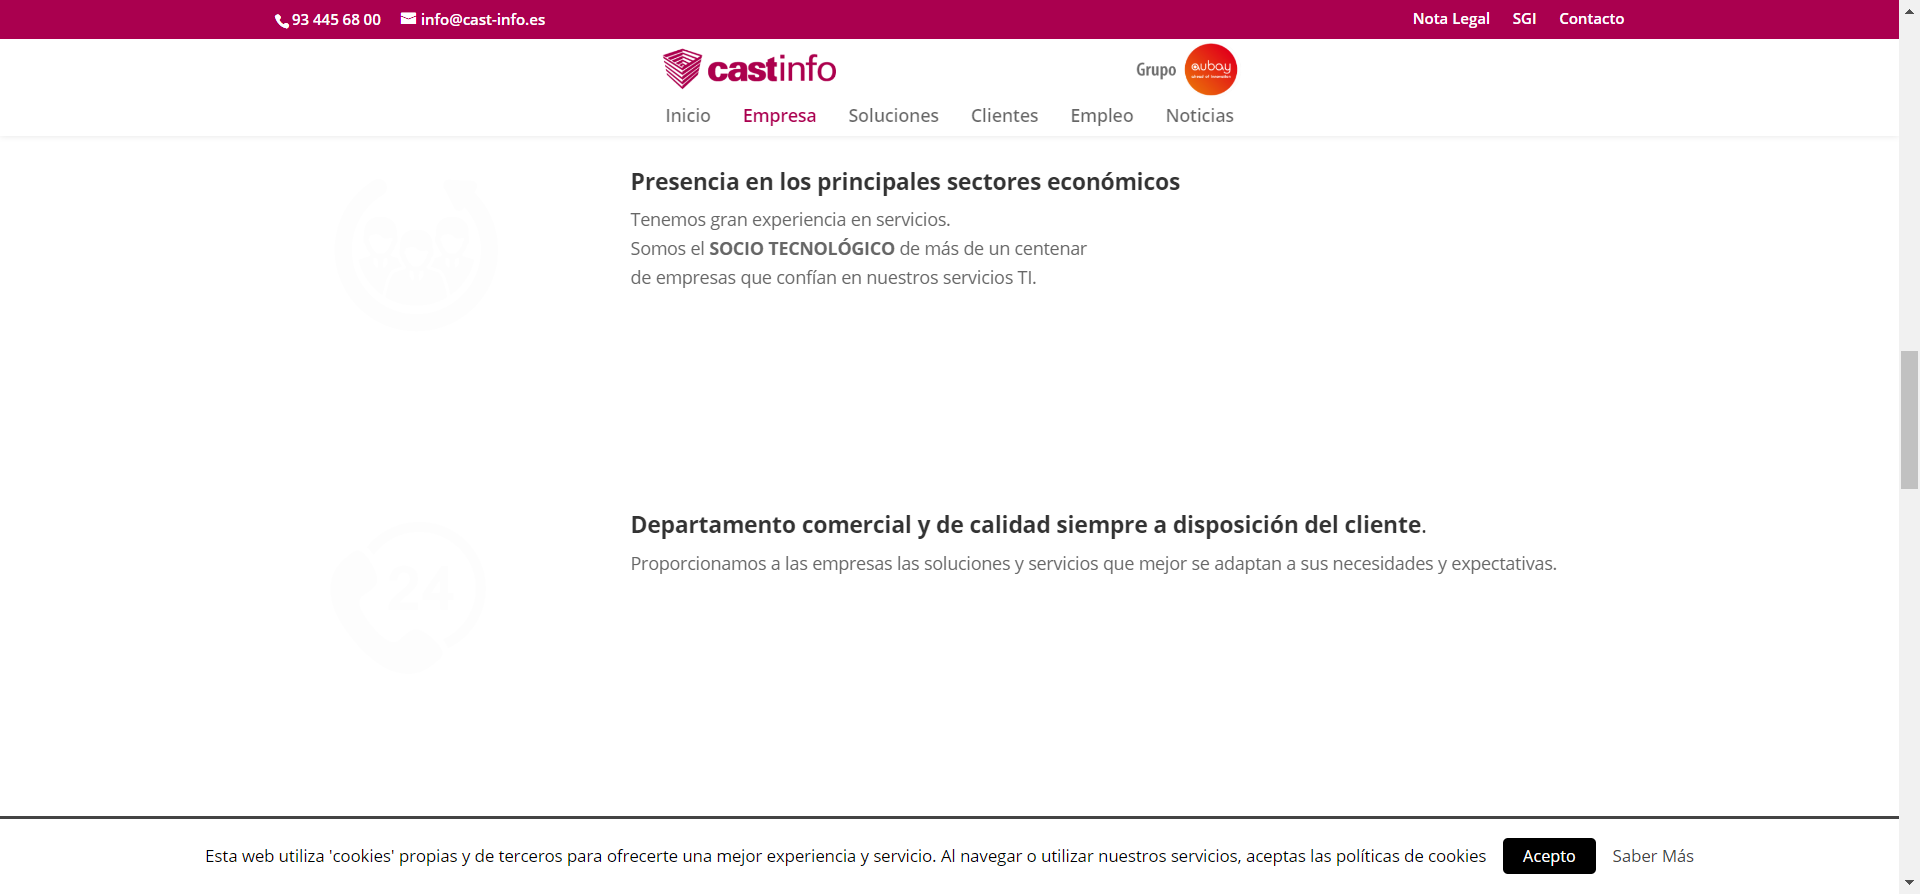 93 445 68 00 info@cast-info.es Nota Legal SGI Contacto
castinfo Grupo aubay
Inicio Empresa Soluciones Clientes Empleo Noticias
Presencia en los principales sectores económicos
Tenemos gran experiencia en servicios.
Somos el SOCIO TECNOLÓGICO de más de un centenar
de empresas que confían en nuestros servicios TI.
Departamento comercial y de calidad siempre a disposición del cliente.
Proporcionamos a las empresas las soluciones y servicios que mejor se adaptan a sus necesidades y expectativas.
24
Esta web utiliza 'cookies' propias y de terceros para ofrecerte una mejor experiencia y servicio. Al navegar o utilizar nuestros servicios, aceptas las políticas de cookies Acepto Saber Más